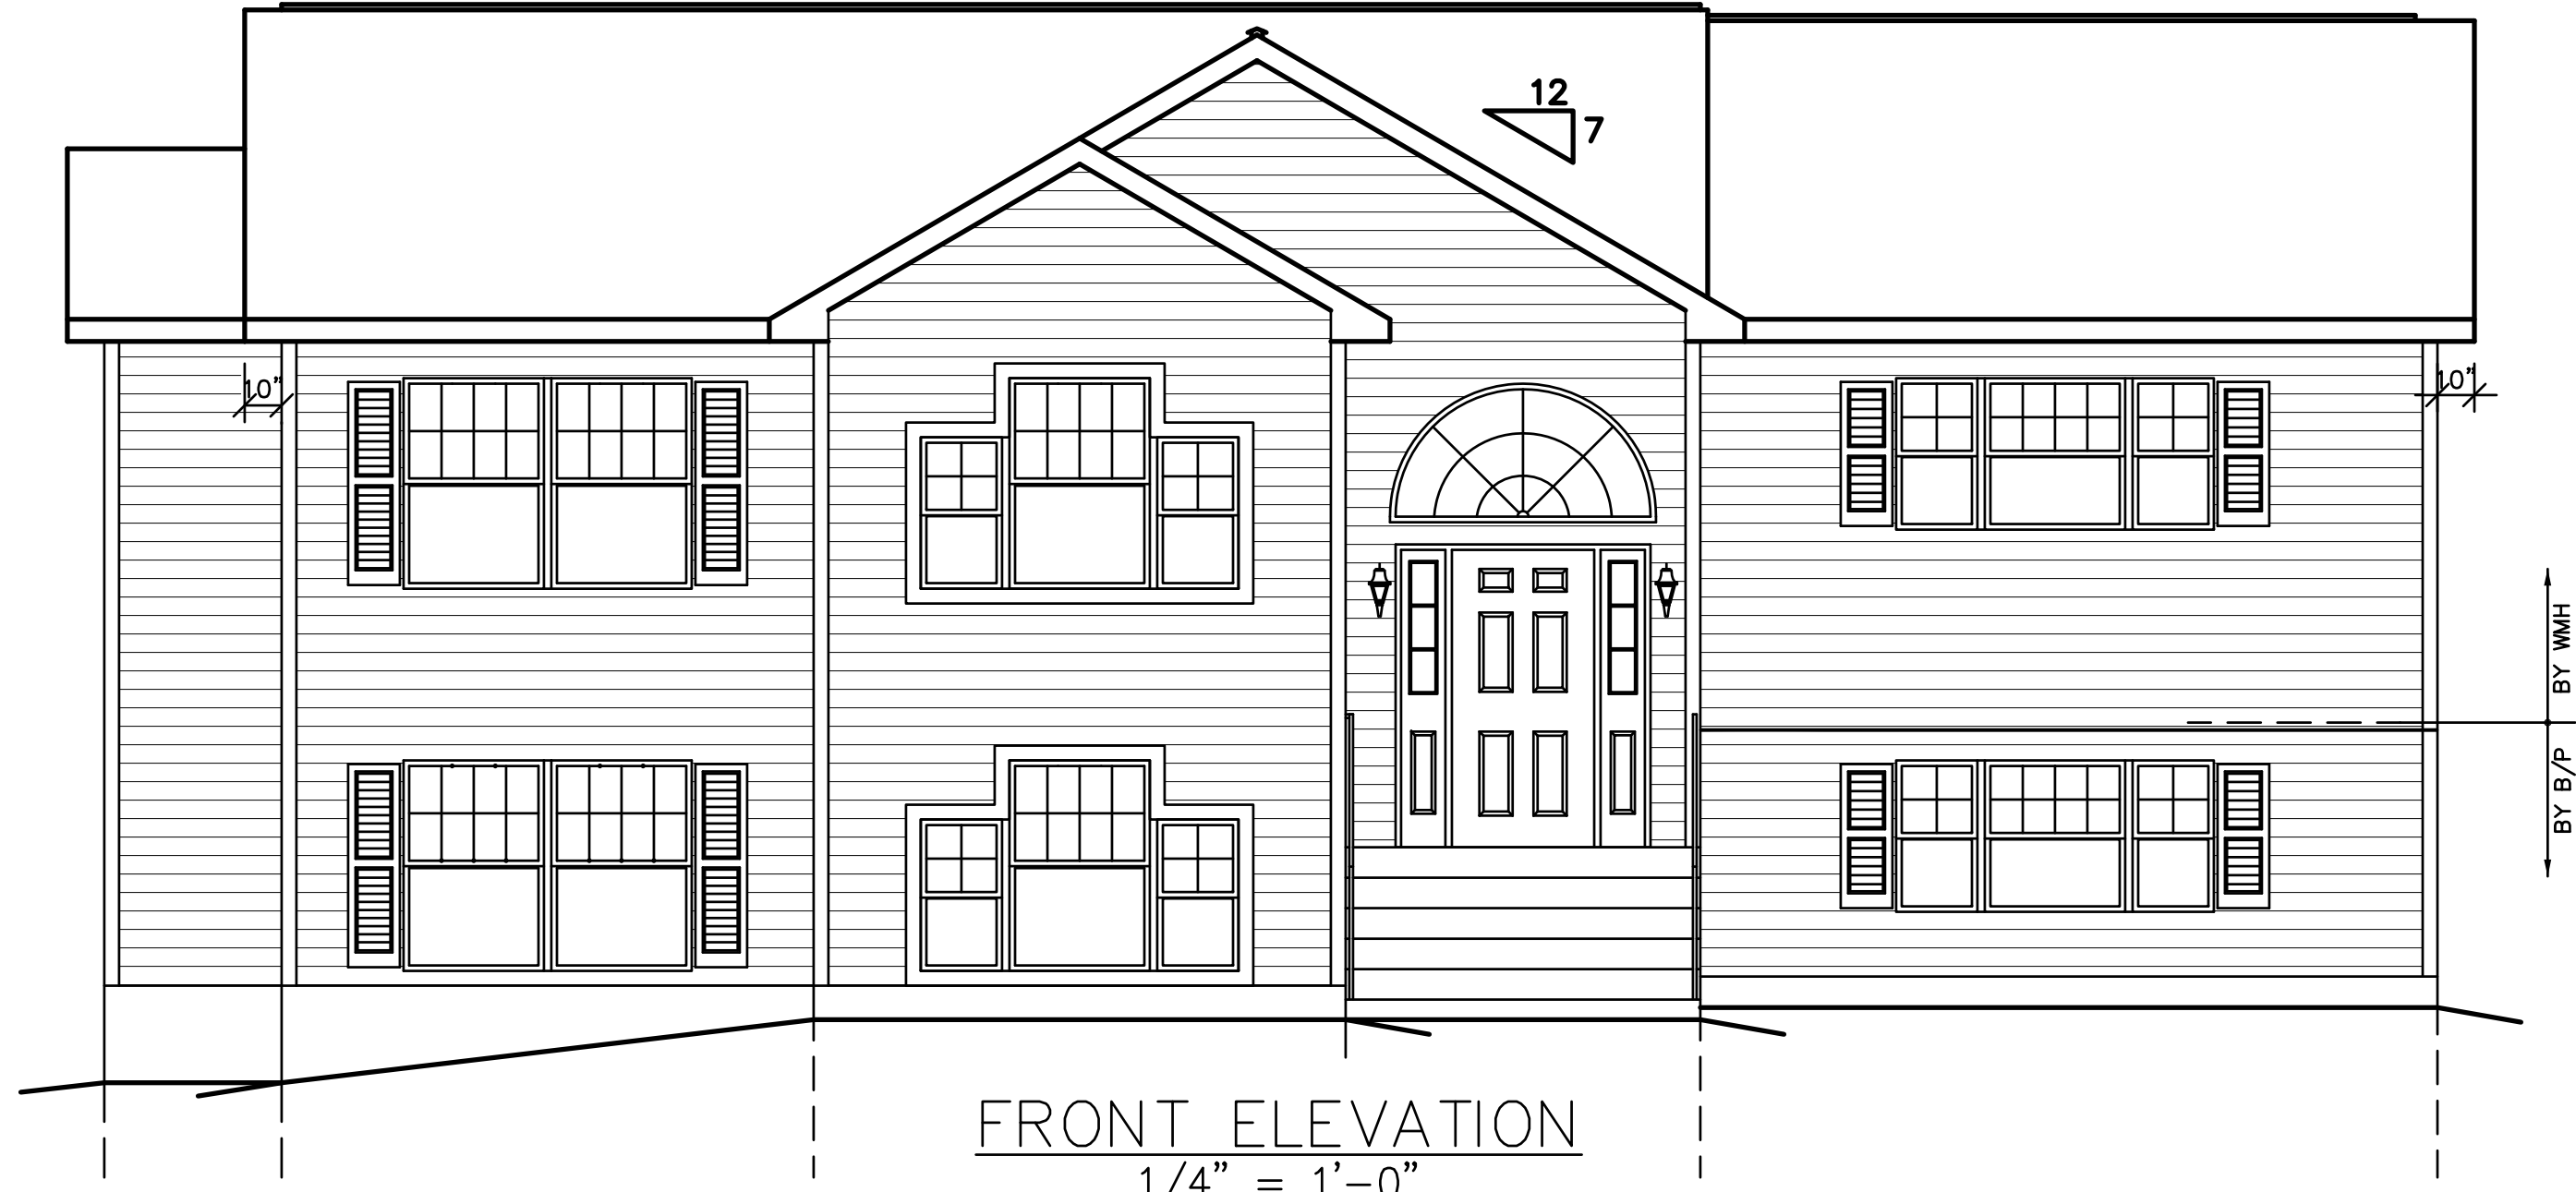 12
7
10"
10"
BY WMH
BY B/P
FRONT ELEVATION
1/4" = 1'-0"